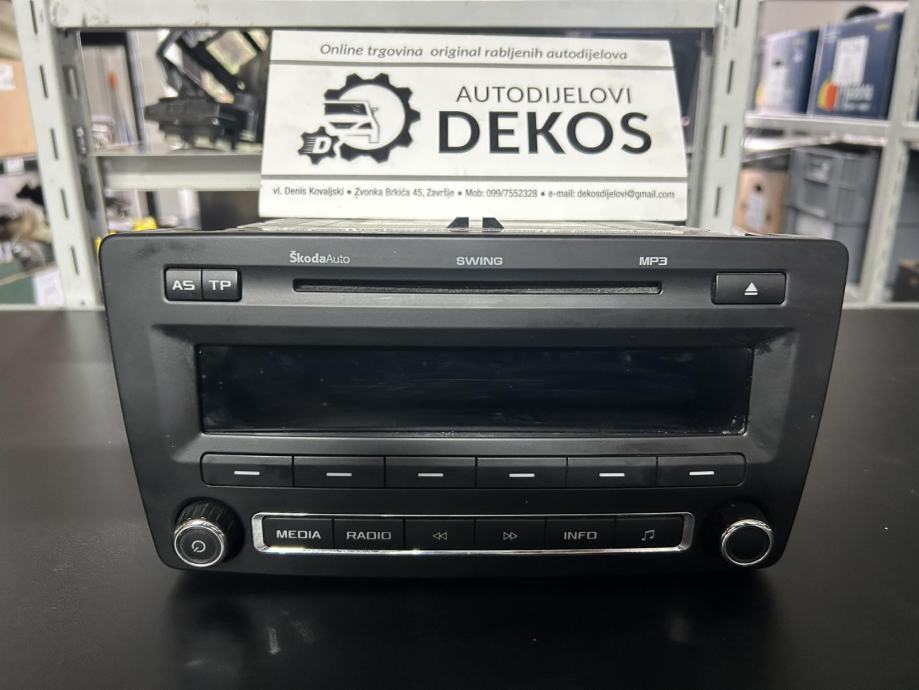 Online trgovina original rabljenih autodijelova
AUTODIJELOVI
DEKOS
D
vl. Denis Kovaljski • Zvonka Brkića 45, Završje • Mob: 099/7552328 • e-mail: dekosdijelovi@gmail.com
ŠkodaAuto SWING MP3
AS TP
MEDIA RADIO INFO